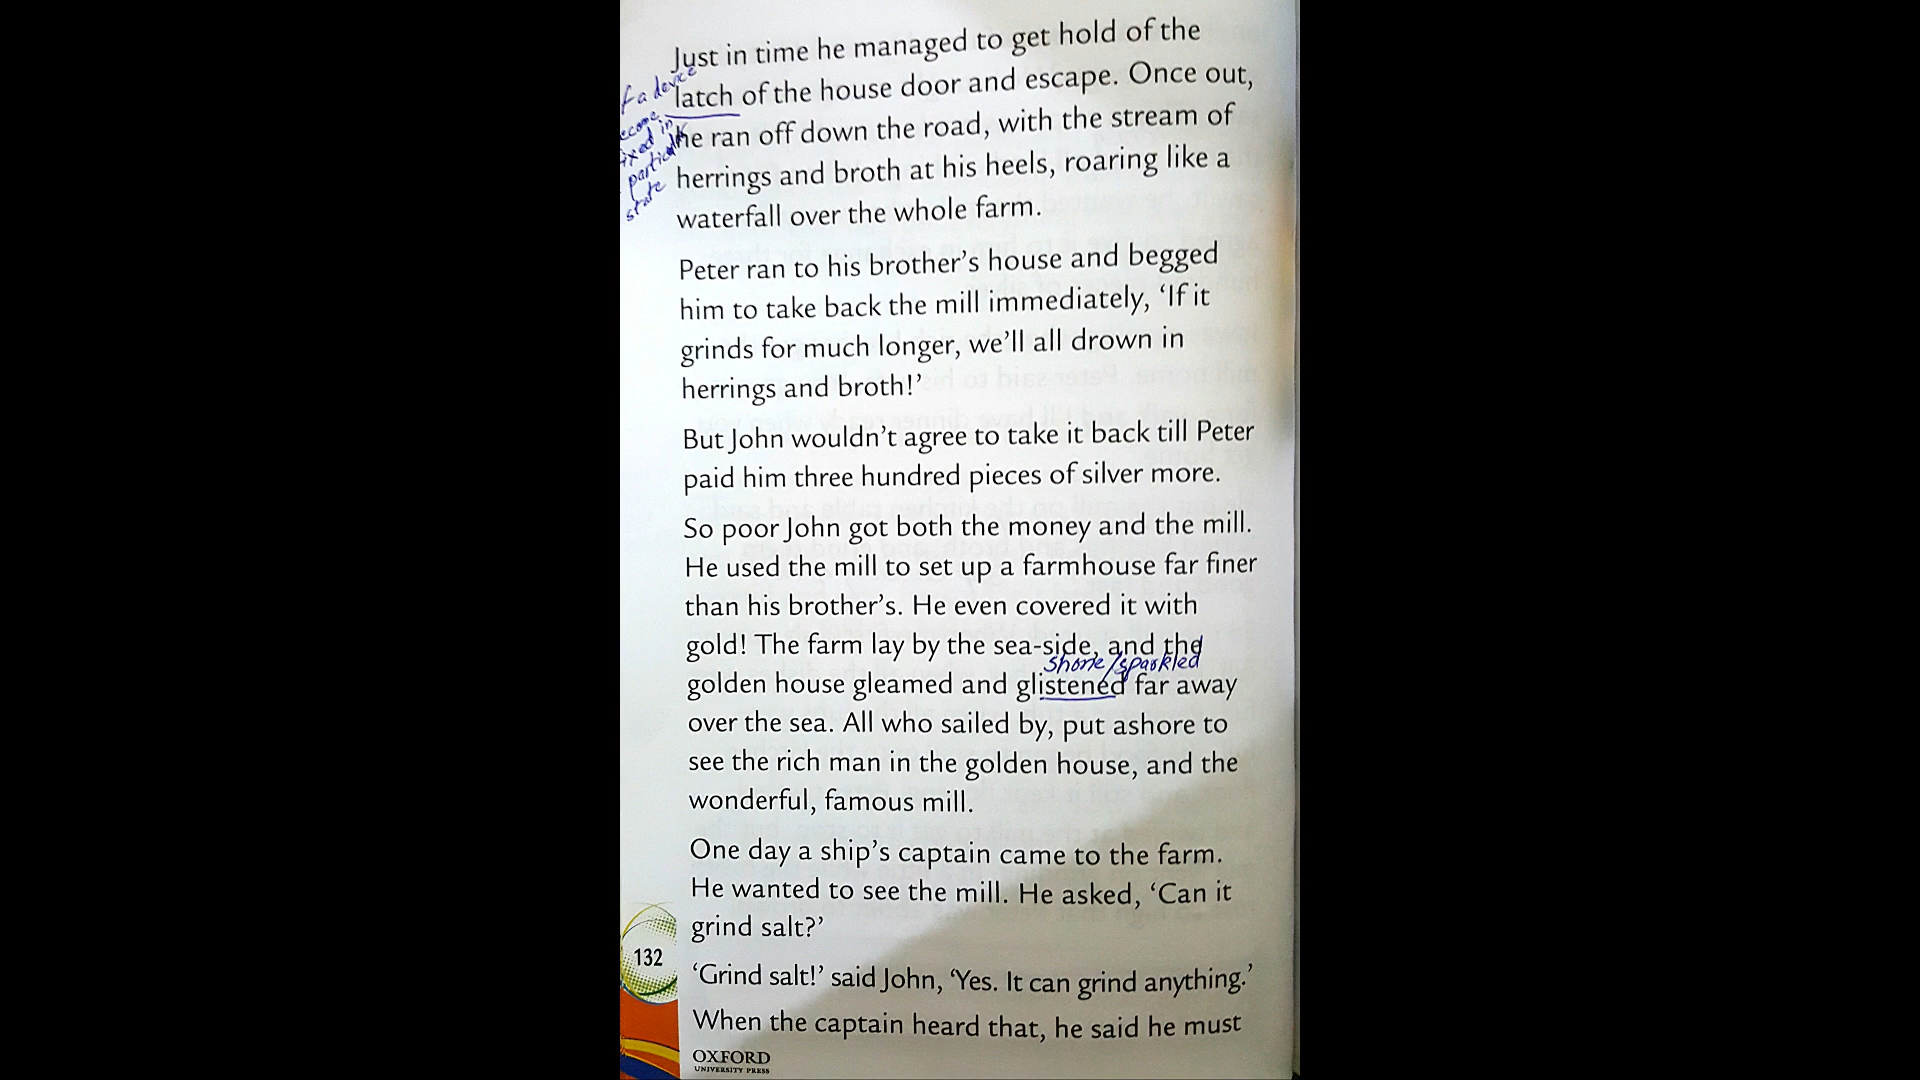 Just in time he managed to get hold of the
latch of the house door and escape. Once out,
he ran off down the road, with the stream of
herrings and broth at his heels, roaring like a
waterfall over the whole farm.
a device
fixed in
particular
state
Peter ran to his brother's house and begged
him to take back the mill immediately, 'If it
grinds for much longer, we'll all drown in
herrings and broth!'
But John wouldn't agree to take it back till Peter
paid him three hundred pieces of silver more.
So poor John got both the money and the mill.
He used the mill to set up a farmhouse far finer
than his brother's. He even covered it with
gold! The farm lay by the sea-side, and the
shone/sparkled
golden house gleamed and glistened far away
over the sea. All who sailed by, put ashore to
see the rich man in the golden house, and the
wonderful, famous mill.
One day a ship's captain came to the farm.
He wanted to see the mill. He asked, 'Can it
grind salt?'
'Grind salt!' said John, 'Yes. It can grind anything.'
When the captain heard that, he said he must
132
OXFORD
UNIVERSITY PRESS